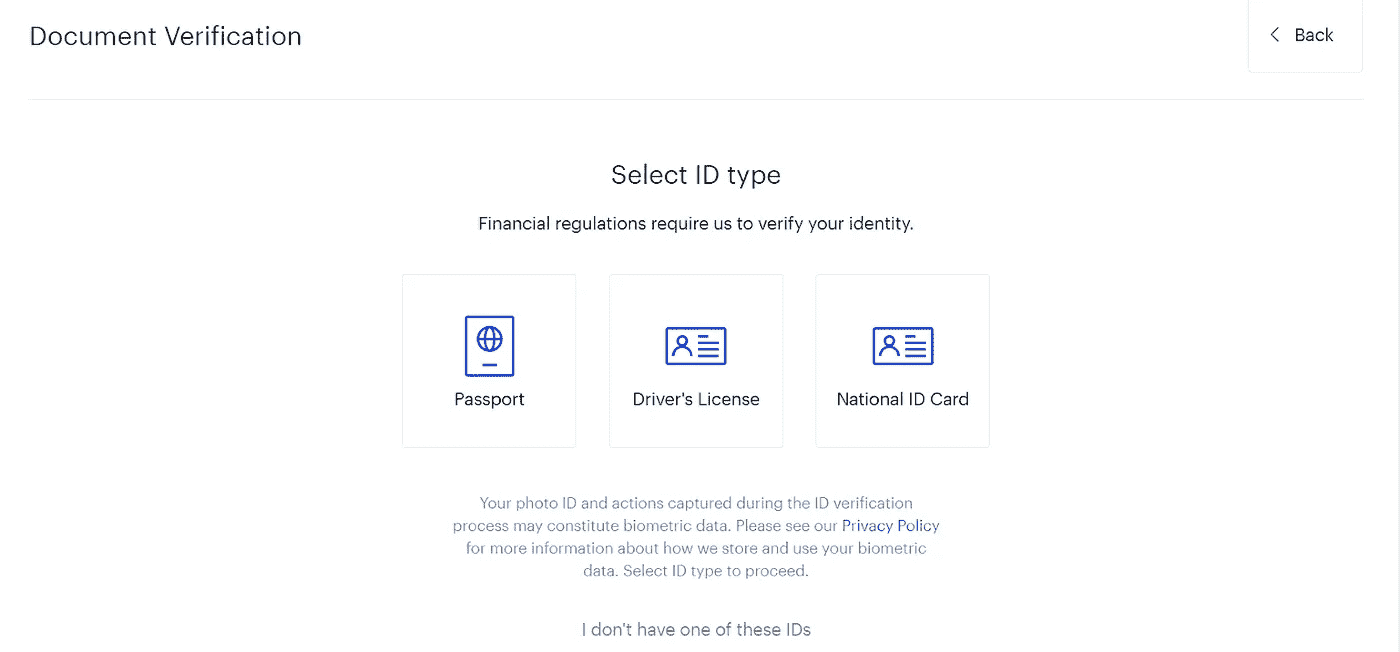 Document Verification
Back
Select ID type
Financial regulations require us to verify your identity.
Passport
Driver's License
National ID Card
Your photo ID and actions captured during the ID verification
process may constitute biometric data. Please see our Privacy Policy
for more information about how we store and use your biometric
data. Select ID type to proceed.
I don't have one of these IDs